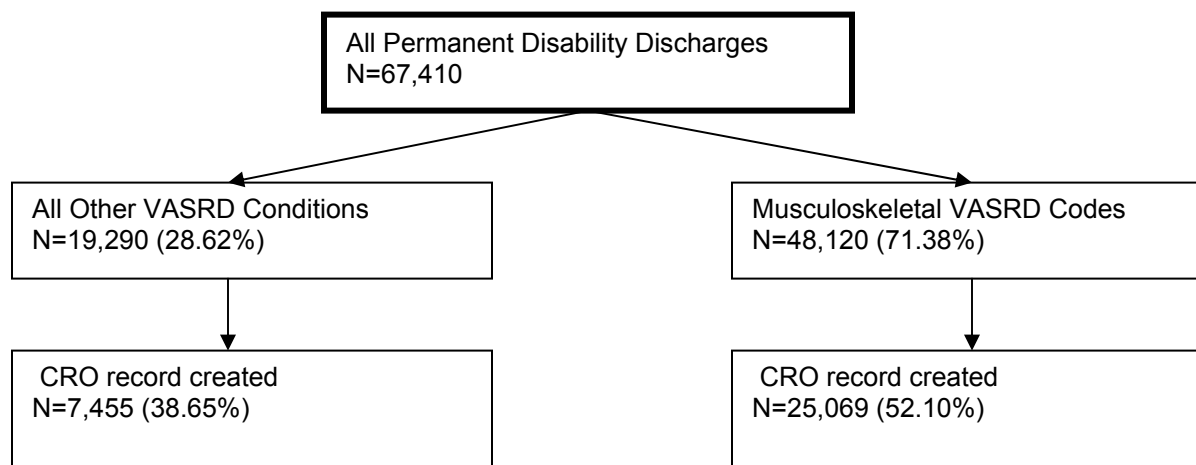 All Permanent Disability Discharges
N=67,410
All Other VASRD Conditions
N=19,290 (28.62%)
Musculoskeletal VASRD Codes
N=48,120 (71.38%)
CRO record created
N=7,455 (38.65%)
CRO record created
N=25,069 (52.10%)